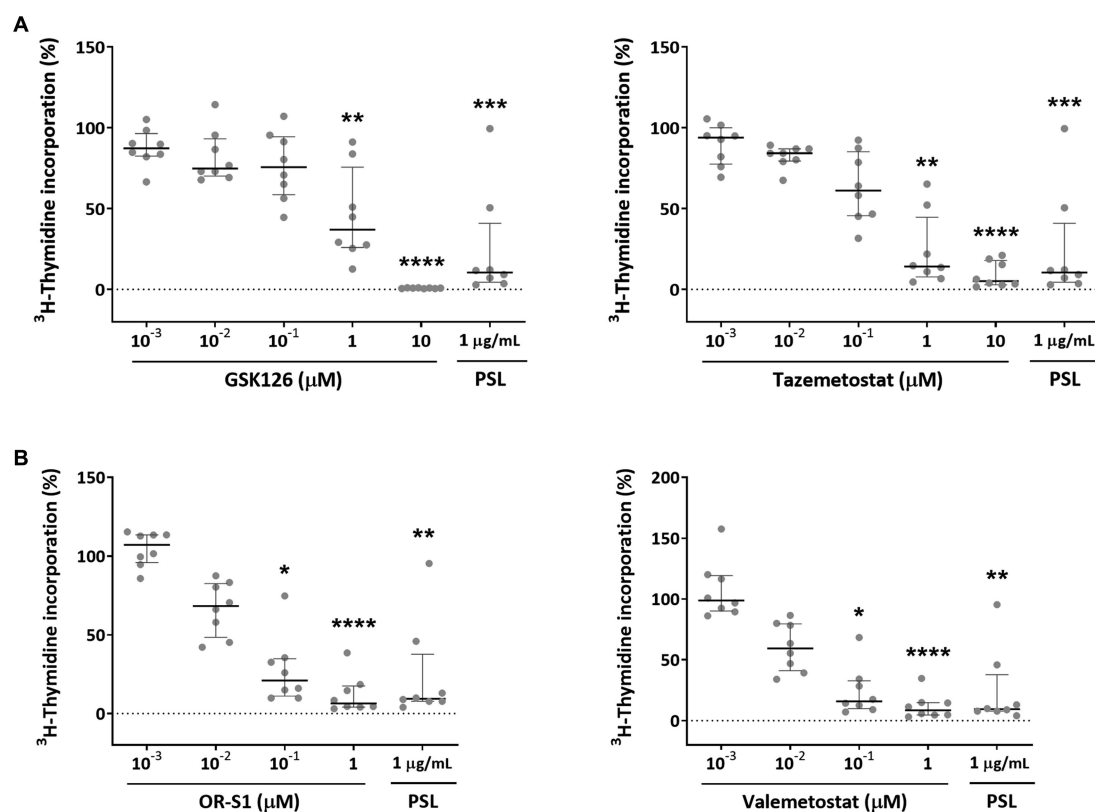 A
³H-Thymidine incorporation (%)
150
100
50
0
**
****
***
10⁻³ 10⁻² 10⁻¹ 1 10 1 μg/mL
GSK126 (μM) PSL
³H-Thymidine incorporation (%)
150
100
50
0
**
****
***
10⁻³ 10⁻² 10⁻¹ 1 10 1 μg/mL
Tazemetostat (μM) PSL
B
³H-Thymidine incorporation (%)
150
100
50
0
*
****
**
10⁻³ 10⁻² 10⁻¹ 1 1 μg/mL
OR-S1 (μM) PSL
³H-Thymidine incorporation (%)
200
150
100
50
0
*
****
**
10⁻³ 10⁻² 10⁻¹ 1 1 μg/mL
Valemetostat (μM) PSL